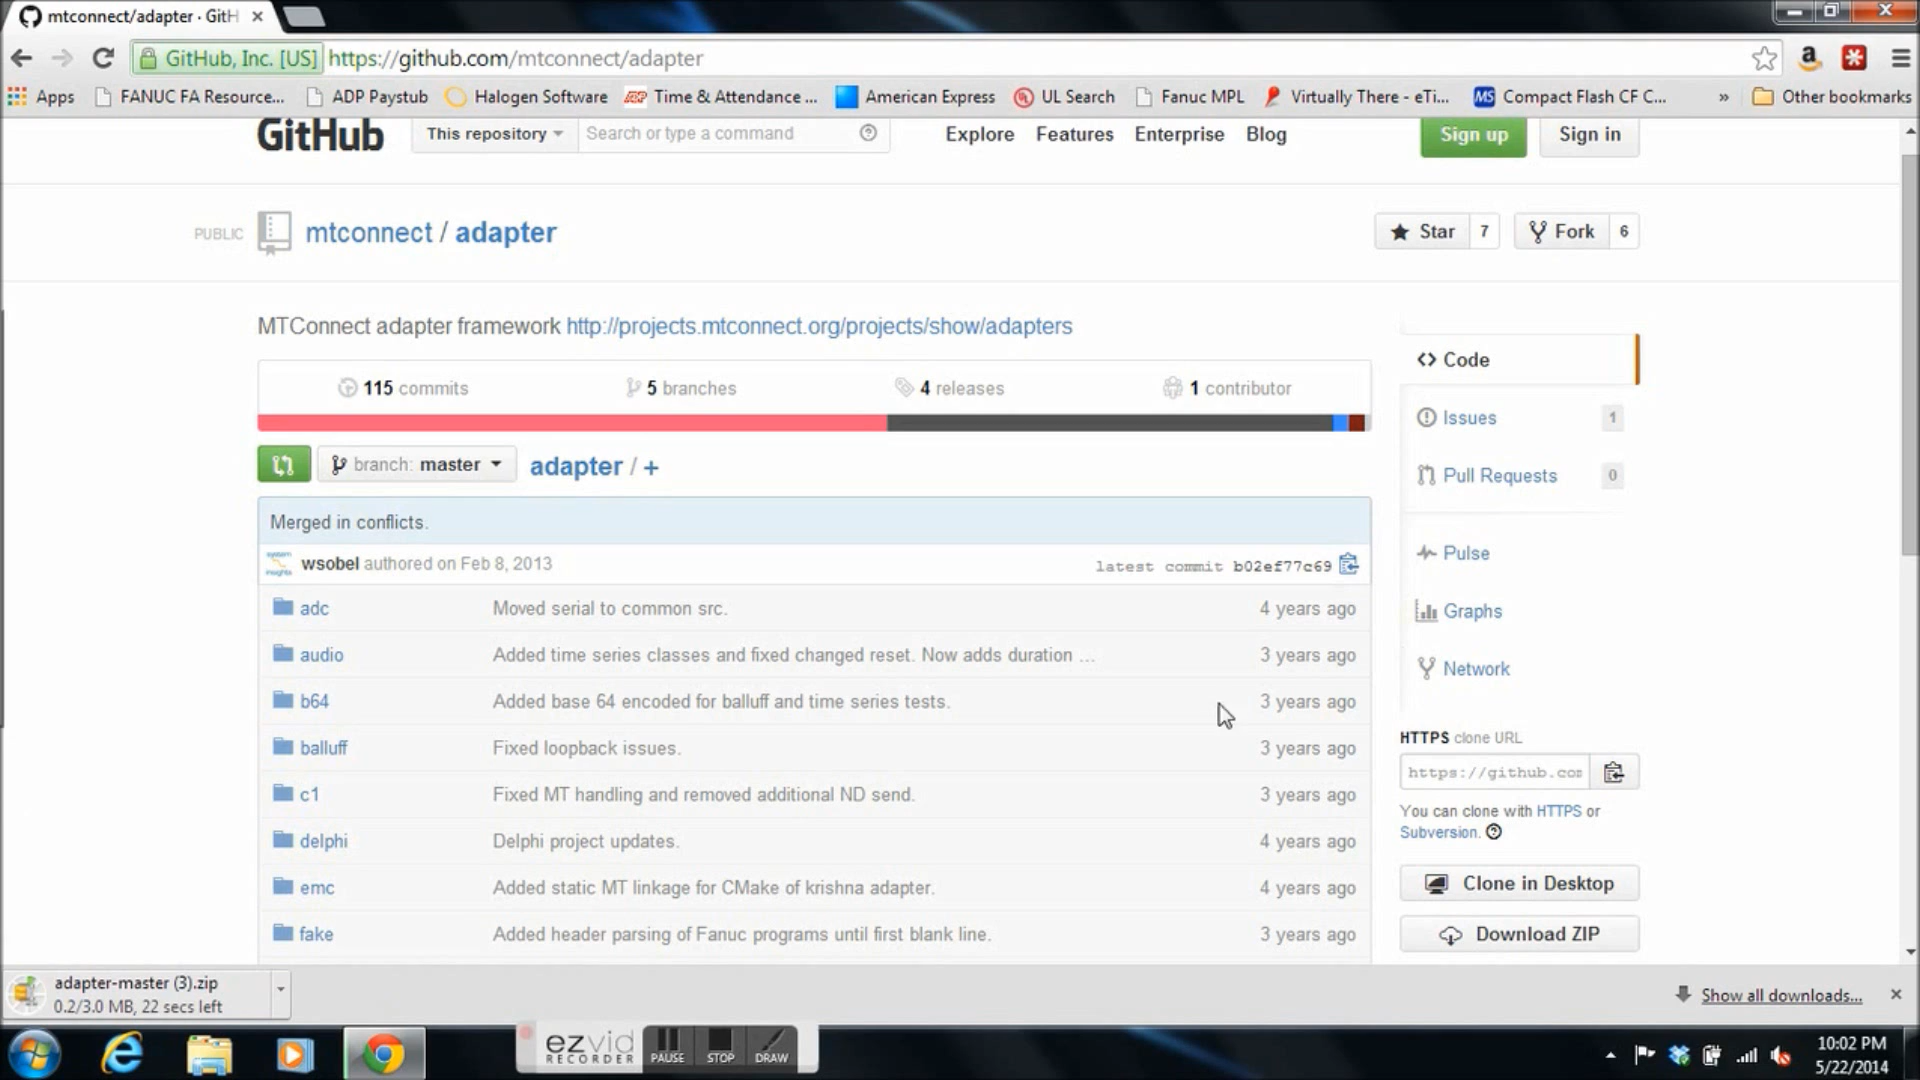 mtconnect/adapter · GitH
GitHub, Inc. [US] https://github.com/mtconnect/adapter
Apps FANUC FA Resource... ADP Paystub Halogen Software Time & Attendance ... American Express UL Search Fanuc MPL Virtually There - eTi... MS Compact Flash CF C... » Other bookmarks
GitHub This repository Search or type a command Explore Features Enterprise Blog Sign up Sign in
PUBLIC mtconnect / adapter Star 7 Fork 6
MTConnect adapter framework http://projects.mtconnect.org/projects/show/adapters
115 commits 5 branches 4 releases 1 contributor
branch: master adapter / +
Merged in conflicts.
wsobel authored on Feb 8, 2013 latest commit b02ef77c69
adc Moved serial to common src. 4 years ago
audio Added time series classes and fixed changed reset. Now adds duration ... 3 years ago
b64 Added base 64 encoded for balluff and time series tests. 3 years ago
balluff Fixed loopback issues. 3 years ago
c1 Fixed MT handling and removed additional ND send. 3 years ago
delphi Delphi project updates. 4 years ago
emc Added static MT linkage for CMake of krishna adapter. 4 years ago
fake Added header parsing of Fanuc programs until first blank line. 3 years ago
Code
Issues 1
Pull Requests 0
Pulse
Graphs
Network
HTTPS clone URL
https://github.com
You can clone with HTTPS or
Subversion.
Clone in Desktop
Download ZIP
adapter-master (3).zip
0.2/3.0 MB, 22 secs left
Show all downloads...
ezvid
RECORDER
PAUSE STOP DRAW
10:02 PM
5/22/2014